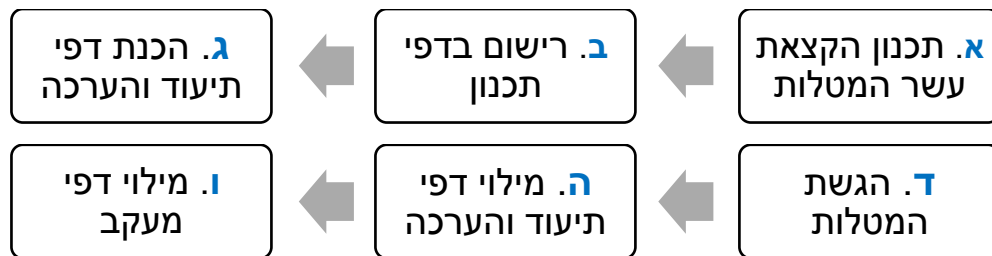 א. תכנון הקצאת
עשר המטלות
ב. רישום בדפי
תכנון
ג. הכנת דפי
תיעוד והערכה
ד. הגשת
המטלות
ה. מילוי דפי
תיעוד והערכה
ו. מילוי דפי
מעקב